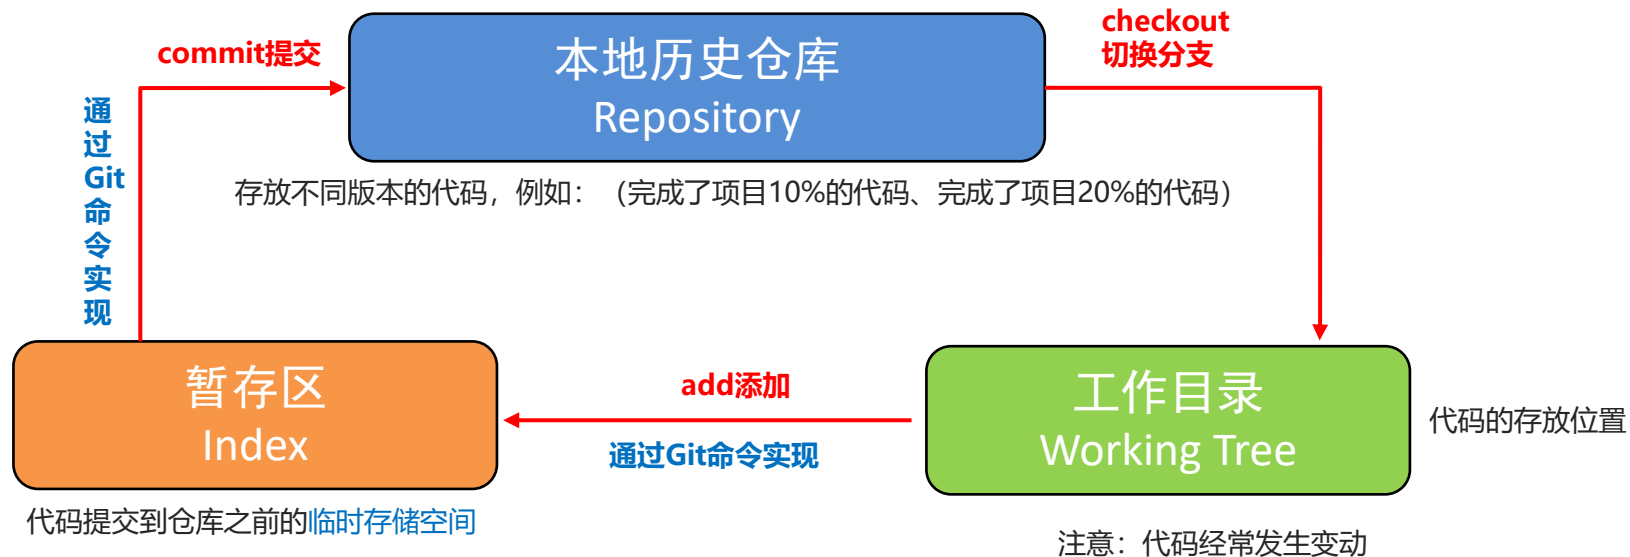 checkout
切换分支
commit提交
本地历史仓库
Repository
通
过
Git
命
令
实
现
存放不同版本的代码，例如：（完成了项目10%的代码、完成了项目20%的代码）
暂存区
Index
add添加
通过Git命令实现
工作目录
Working Tree
代码的存放位置
代码提交到仓库之前的临时存储空间
注意：代码经常发生变动